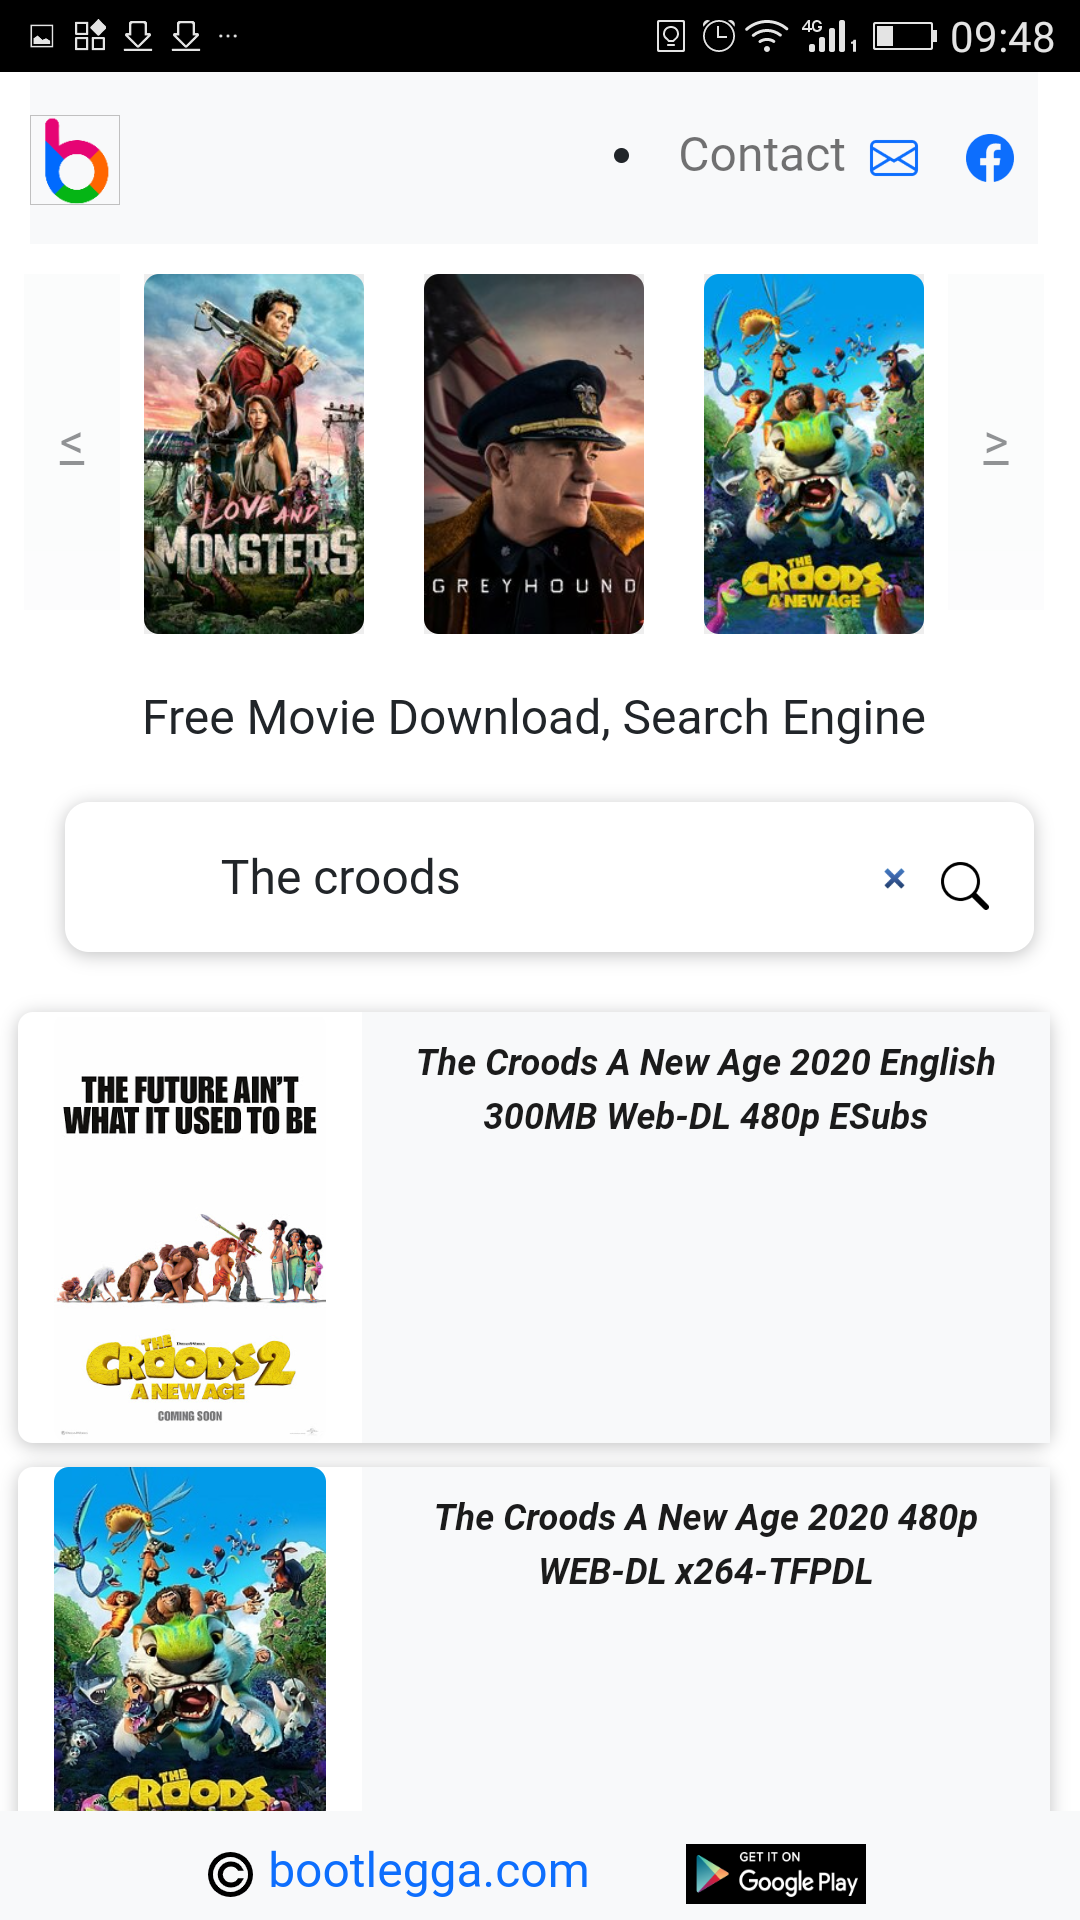 4G 1 09:48
Contact
<
LOVE AND
MONSTERS
GREYHOUND
THE
CROODS
A NEW AGE
>
Free Movie Download, Search Engine
The croods ×
THE FUTURE AIN'T
WHAT IT USED TO BE
THE
CROODS 2
A NEW AGE
COMING SOON
The Croods A New Age 2020 English
300MB Web-DL 480p ESubs
THE
CROODS
The Croods A New Age 2020 480p
WEB-DL x264-TFPDL
© bootlegga.com
GET IT ON
Google Play